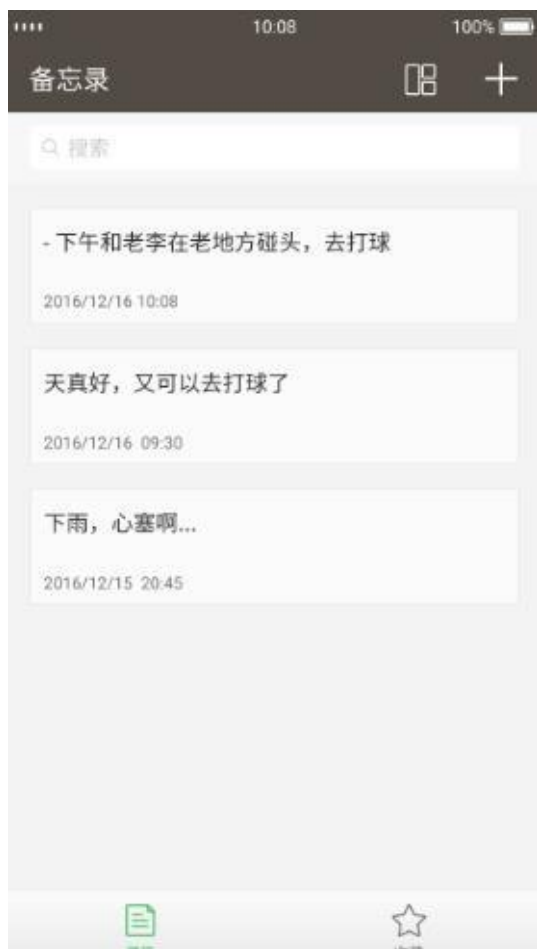 10:08
100%
备忘录
搜索
- 下午和老李在老地方碰头，去打球
2016/12/16 10:08
天真好，又可以去打球了
2016/12/16 09:30
下雨，心塞啊...
2016/12/15 20:45